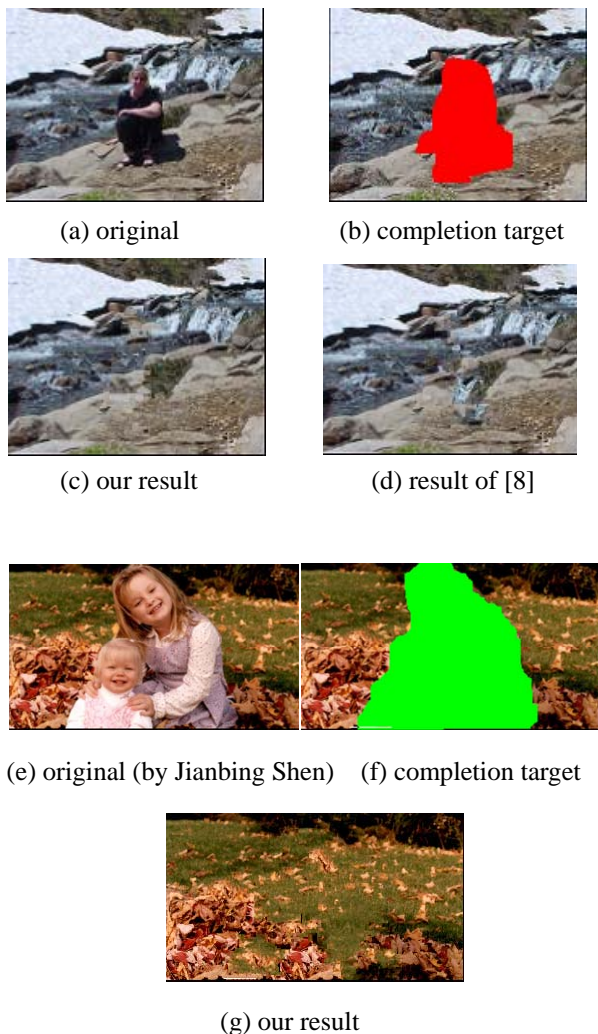 (a) original (b) completion target
(c) our result (d) result of [8]
(e) original (by Jianbing Shen) (f) completion target
(g) our result